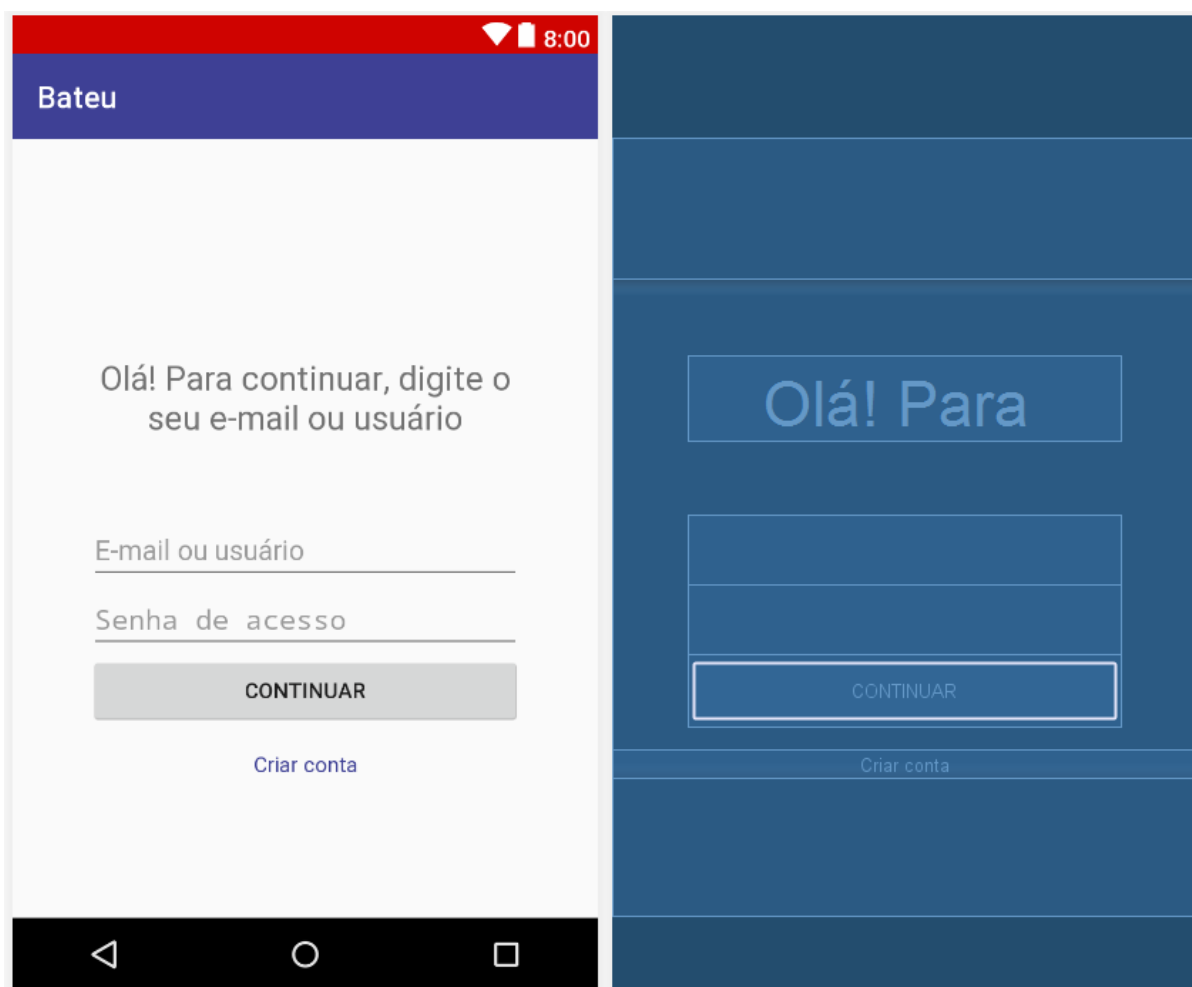 8:00
Bateu
Olá! Para continuar, digite o
seu e-mail ou usuário
E-mail ou usuário
Senha de acesso
CONTINUAR
Criar conta
Olá! Para
CONTINUAR
Criar conta